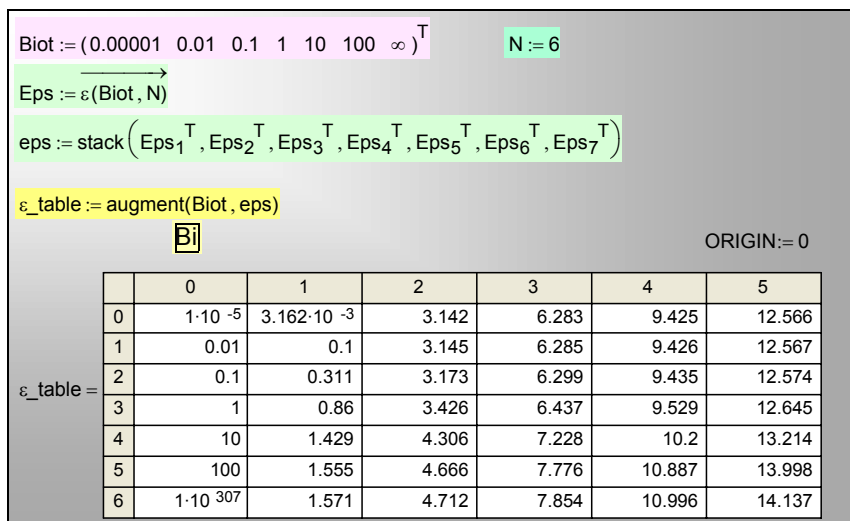 Biot := (0.00001 0.01 0.1 1 10 100 ∞)ᵀ N := 6
Eps := ε(Biot , N)
eps := stack(Eps₁ᵀ , Eps₂ᵀ , Eps₃ᵀ , Eps₄ᵀ , Eps₅ᵀ , Eps₆ᵀ , Eps₇ᵀ)
ε_table := augment(Biot , eps)
Bi ORIGIN:= 0
0 1 2 3 4 5
0 1·10 ⁻⁵ 3.162·10 ⁻³ 3.142 6.283 9.425 12.566
1 0.01 0.1 3.145 6.285 9.426 12.567
2 0.1 0.311 3.173 6.299 9.435 12.574
ε_table =
3 1 0.86 3.426 6.437 9.529 12.645
4 10 1.429 4.306 7.228 10.2 13.214
5 100 1.555 4.666 7.776 10.887 13.998
6 1·10 ³⁰⁷ 1.571 4.712 7.854 10.996 14.137